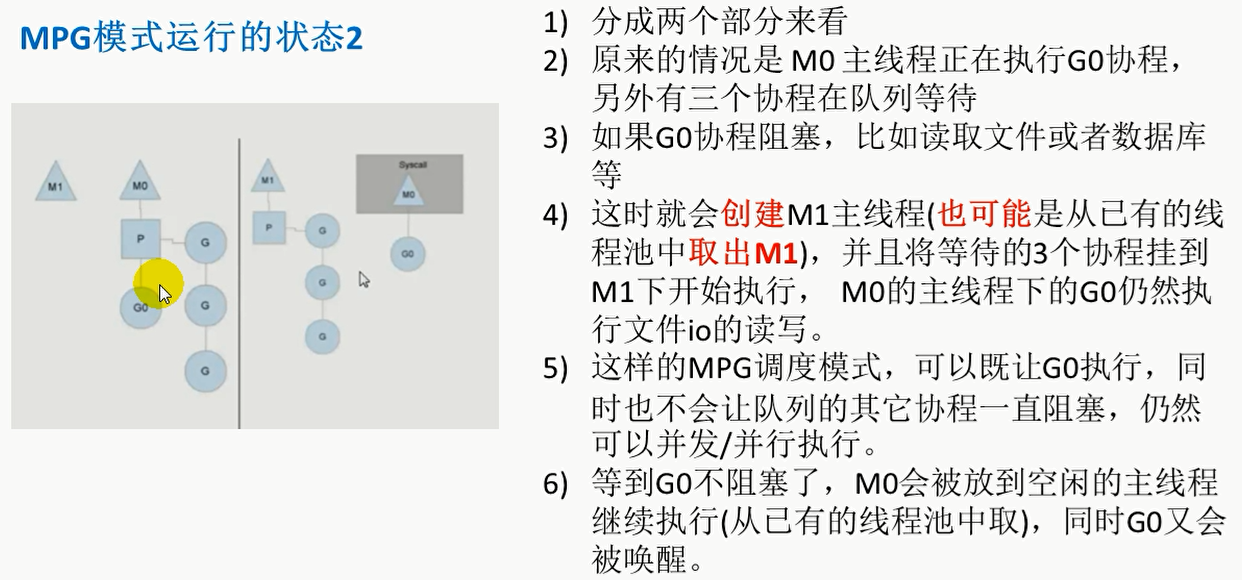 MPG模式运行的状态2
M1
M0
P
G
G0
G
G
M1
P
G
G
G
Syscall
M0
G0
1) 分成两个部分来看
2) 原来的情况是 M0 主线程正在执行G0协程，
另外有三个协程在队列等待
3) 如果G0协程阻塞，比如读取文件或者数据库
等
4) 这时就会创建M1主线程(也可能是从已有的线
程池中取出M1)，并且将等待的3个协程挂到
M1下开始执行， M0的主线程下的G0仍然执
行文件io的读写。
5) 这样的MPG调度模式，可以既让G0执行，同
时也不会让队列的其它协程一直阻塞，仍然
可以并发/并行执行。
6) 等到G0不阻塞了，M0会被放到空闲的主线程
继续执行(从已有的线程池中取)，同时G0又会
被唤醒。